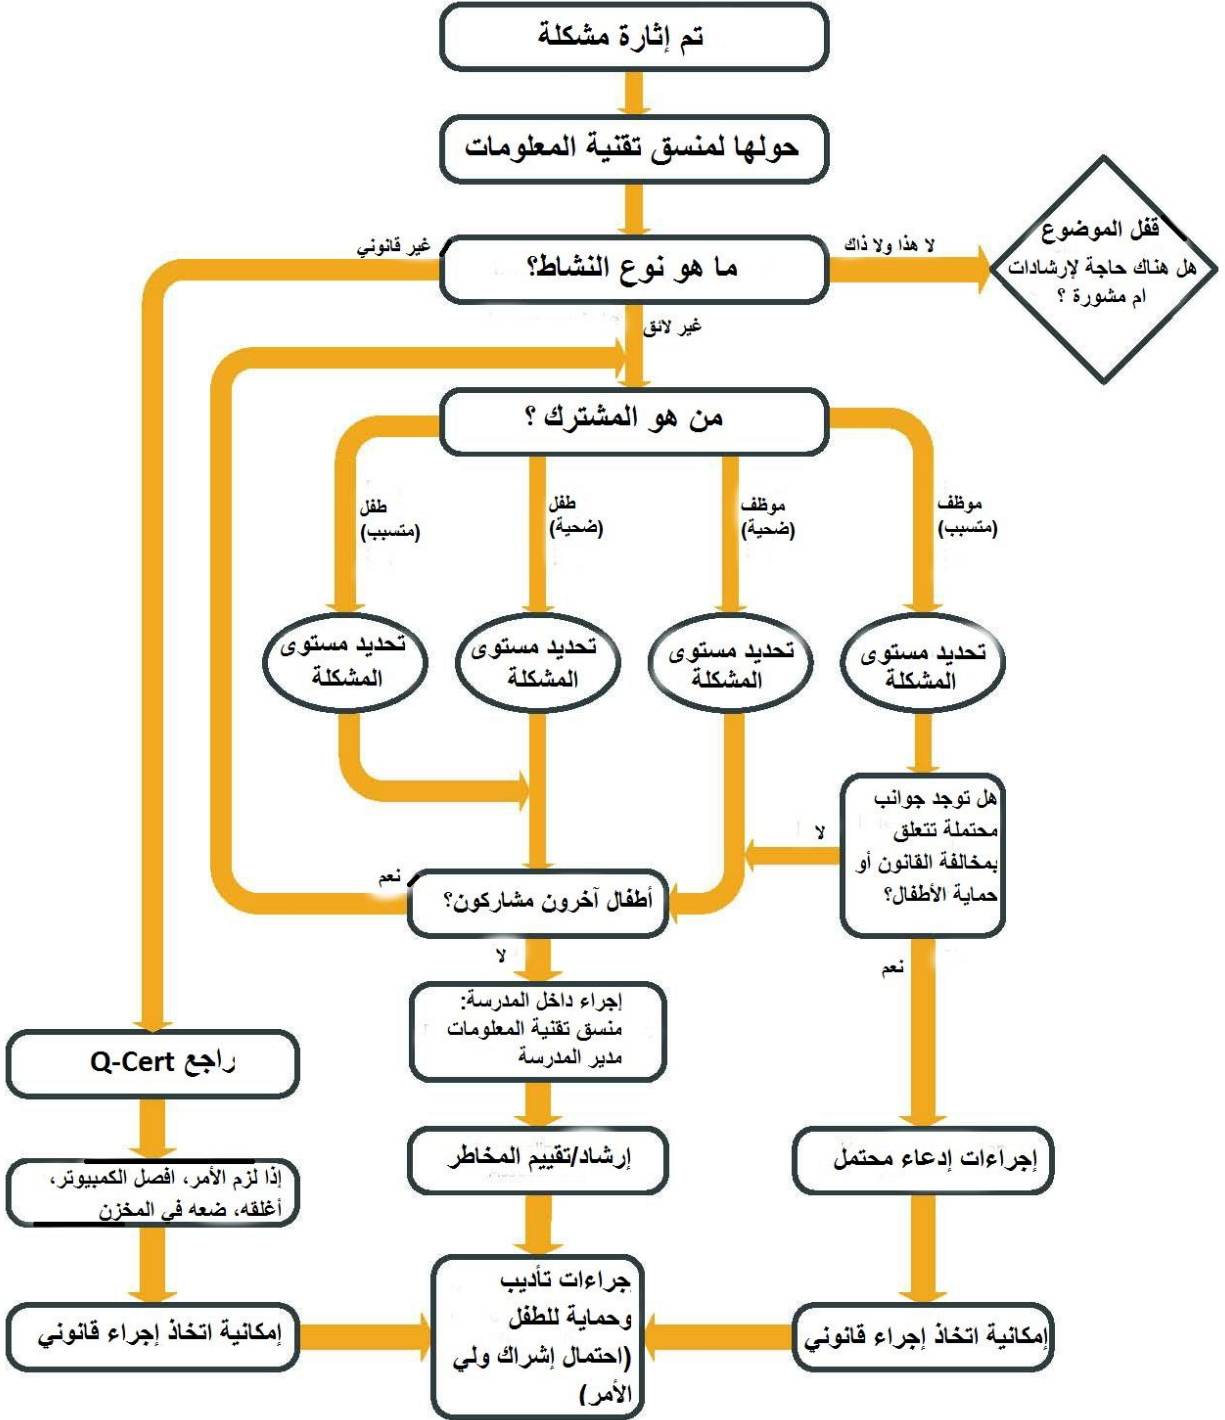 تم إثارة مشكلة
حولها لمنسق تقنية المعلومات
غير قانوني
ما هو نوع النشاط؟
لا هذا ولا ذاك
قفل الموضوع
هل هناك حاجة لإرشادات
ام مشورة ؟
غير لائق
من هو المشترك ؟
موظف
(متسبب)
موظف
(ضحية)
طفل
(ضحية)
طفل
(متسبب)
تحديد مستوى
المشكلة
تحديد مستوى
المشكلة
تحديد مستوى
المشكلة
تحديد مستوى
المشكلة
هل توجد جوانب
محتملة تتعلق
بمخالفة القانون أو
حماية الأطفال؟
لا
نعم
أطفال آخرون مشاركون؟
نعم
لا
إجراء داخل المدرسة:
منسق تقنية المعلومات
مدير المدرسة
راجع Q-Cert
إرشاد/تقييم المخاطر
إجراءات إدعاء محتمل
إذا لزم الأمر، افصل الكمبيوتر،
أغلقه، ضعه في المخزن
جراءات تأديب
وحماية للطفل
(احتمال إشراك ولي
الأمر)
إمكانية اتخاذ إجراء قانوني
إمكانية اتخاذ إجراء قانوني